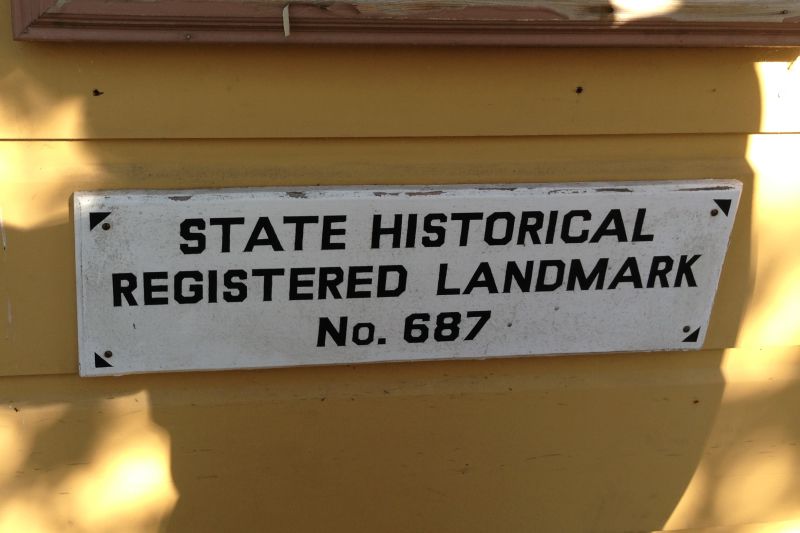 STATE HISTORICAL
REGISTERED LANDMARK
No. 687